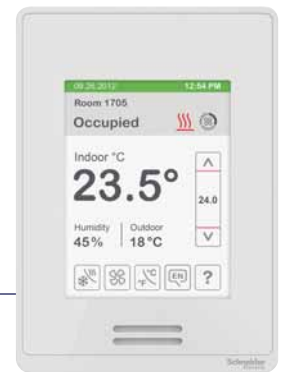 09.26.2012 12:54 PM
Room 1705
Occupied
Indoor °C
23.5°
24.0
Humidity Outdoor
45% 18°C
°C
°F
EN
?
Schneider